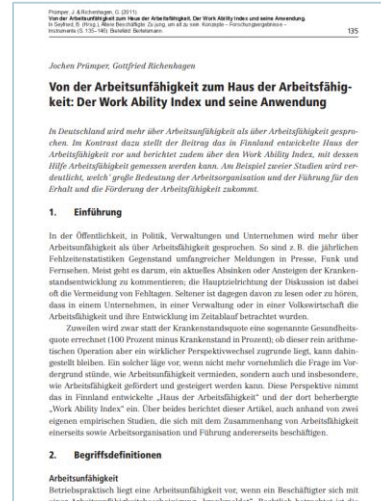 Prümper, J. & Richenhagen, G. (2011).
Von der Arbeitsunfähigkeit zum Haus der Arbeitsfähigkeit. Der Work Ability Index und seine Anwendung.
In Seyfried, B. (Hrsg.). Ältere Beschäftigte: Zu jung, um alt zu sein. Konzepte – Forschungsergebnisse –
Instrumente (S. 135–146). Bielefeld: Bertelsmann
135
Jochen Prümper, Gottfried Richenhagen
Von der Arbeitsunfähigkeit zum Haus der Arbeitsfähig-
keit: Der Work Ability Index und seine Anwendung
In Deutschland wird mehr über Arbeitsunfähigkeit als über Arbeitsfähigkeit gespro-
chen. Im Kontrast dazu stellt der Beitrag das in Finnland entwickelte Haus der
Arbeitsfähigkeit vor und berichtet zudem über den Work Ability Index, mit dessen
Hilfe Arbeitsfähigkeit gemessen werden kann. Am Beispiel zweier Studien wird ver-
deutlicht, welch' große Bedeutung der Arbeitsorganisation und der Führung für den
Erhalt und die Förderung der Arbeitsfähigkeit zukommt.
1. Einführung
In der Öffentlichkeit, in Politik, Verwaltungen und Unternehmen wird mehr über
Arbeitsunfähigkeit als über Arbeitsfähigkeit gesprochen. So sind z. B. die jährlichen
Fehlzeitenstatistiken Gegenstand umfangreicher Meldungen in Presse, Funk und
Fernsehen. Meist geht es darum, ein aktuelles Absinken oder Ansteigen der Kranken-
standsentwicklung zu kommentieren; die Hauptzielrichtung der Diskussion ist dabei
oft die Vermeidung von Fehltagen. Seltener ist dagegen davon zu lesen oder zu hören,
dass in einem Unternehmen, in einer Verwaltung oder in einer Volkswirtschaft die
Arbeitsfähigkeit und ihre Entwicklung im Zeitablauf betrachtet wurden.
Zuweilen wird zwar statt der Krankenstandsquote eine sogenannte Gesundheits-
quote errechnet (100 Prozent minus Krankenstand in Prozent); ob dieser rein arithme-
tischen Operation aber ein wirklicher Perspektivwechsel zugrunde liegt, kann dahin-
gestellt bleiben. Ein solcher läge vor, wenn nicht mehr vornehmlich die Frage im Vor-
dergrund stünde, wie Arbeitsunfähigkeit vermieden, sondern auch und insbesondere,
wie Arbeitsfähigkeit gefördert und gesteigert werden kann. Diese Perspektive nimmt
das in Finnland entwickelte „Haus der Arbeitsfähigkeit“ und der dort beherbergte
„Work Ability Index“ ein. Über beides berichtet dieser Artikel, auch anhand von zwei
eigenen empirischen Studien, die sich mit dem Zusammenhang von Arbeitsfähigkeit
einerseits sowie Arbeitsorganisation und Führung andererseits beschäftigen.
2. Begriffsdefinitionen
Arbeitsfähigkeit
Betriebspraktisch liegt eine Arbeitsunfähigkeit vor, wenn ein Beschäftigter sich mit